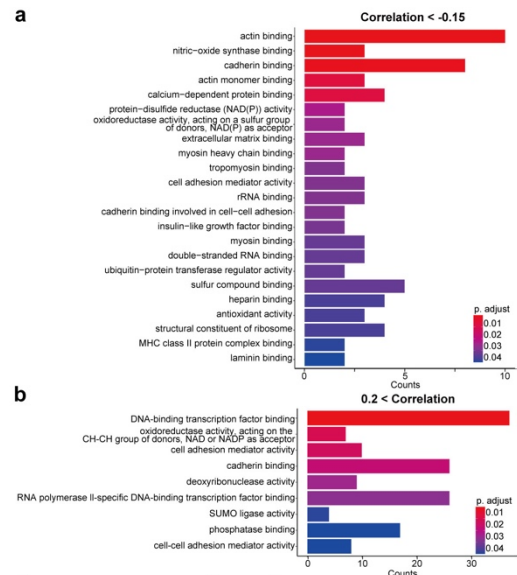 a
Correlation < -0.15
actin binding
nitric-oxide synthase binding
cadherin binding
actin monomer binding
calcium-dependent protein binding
protein-disulfide reductase (NAD(P)) activity
oxidoreductase activity, acting on a sulfur group
of donors, NAD(P) as acceptor
extracellular matrix binding
myosin heavy chain binding
tropomyosin binding
cell adhesion mediator activity
rRNA binding
cadherin binding involved in cell-cell adhesion
insulin-like growth factor binding
myosin binding
double-stranded RNA binding
ubiquitin-protein transferase regulator activity
sulfur compound binding
heparin binding
antioxidant activity
structural constituent of ribosome
MHC class II protein complex binding
laminin binding
p. adjust
0.01
0.02
0.03
0.04
0 5 10
Counts
b
0.2 < Correlation
DNA-binding transcription factor binding
oxidoreductase activity, acting on the
CH-CH group of donors, NAD or NADP as acceptor
cell adhesion mediator activity
cadherin binding
deoxyribonuclease activity
RNA polymerase II-specific DNA-binding transcription factor binding
SUMO ligase activity
phosphatase binding
cell-cell adhesion mediator activity
p. adjust
0.01
0.02
0.03
0.04
0 10 20 30
Counts